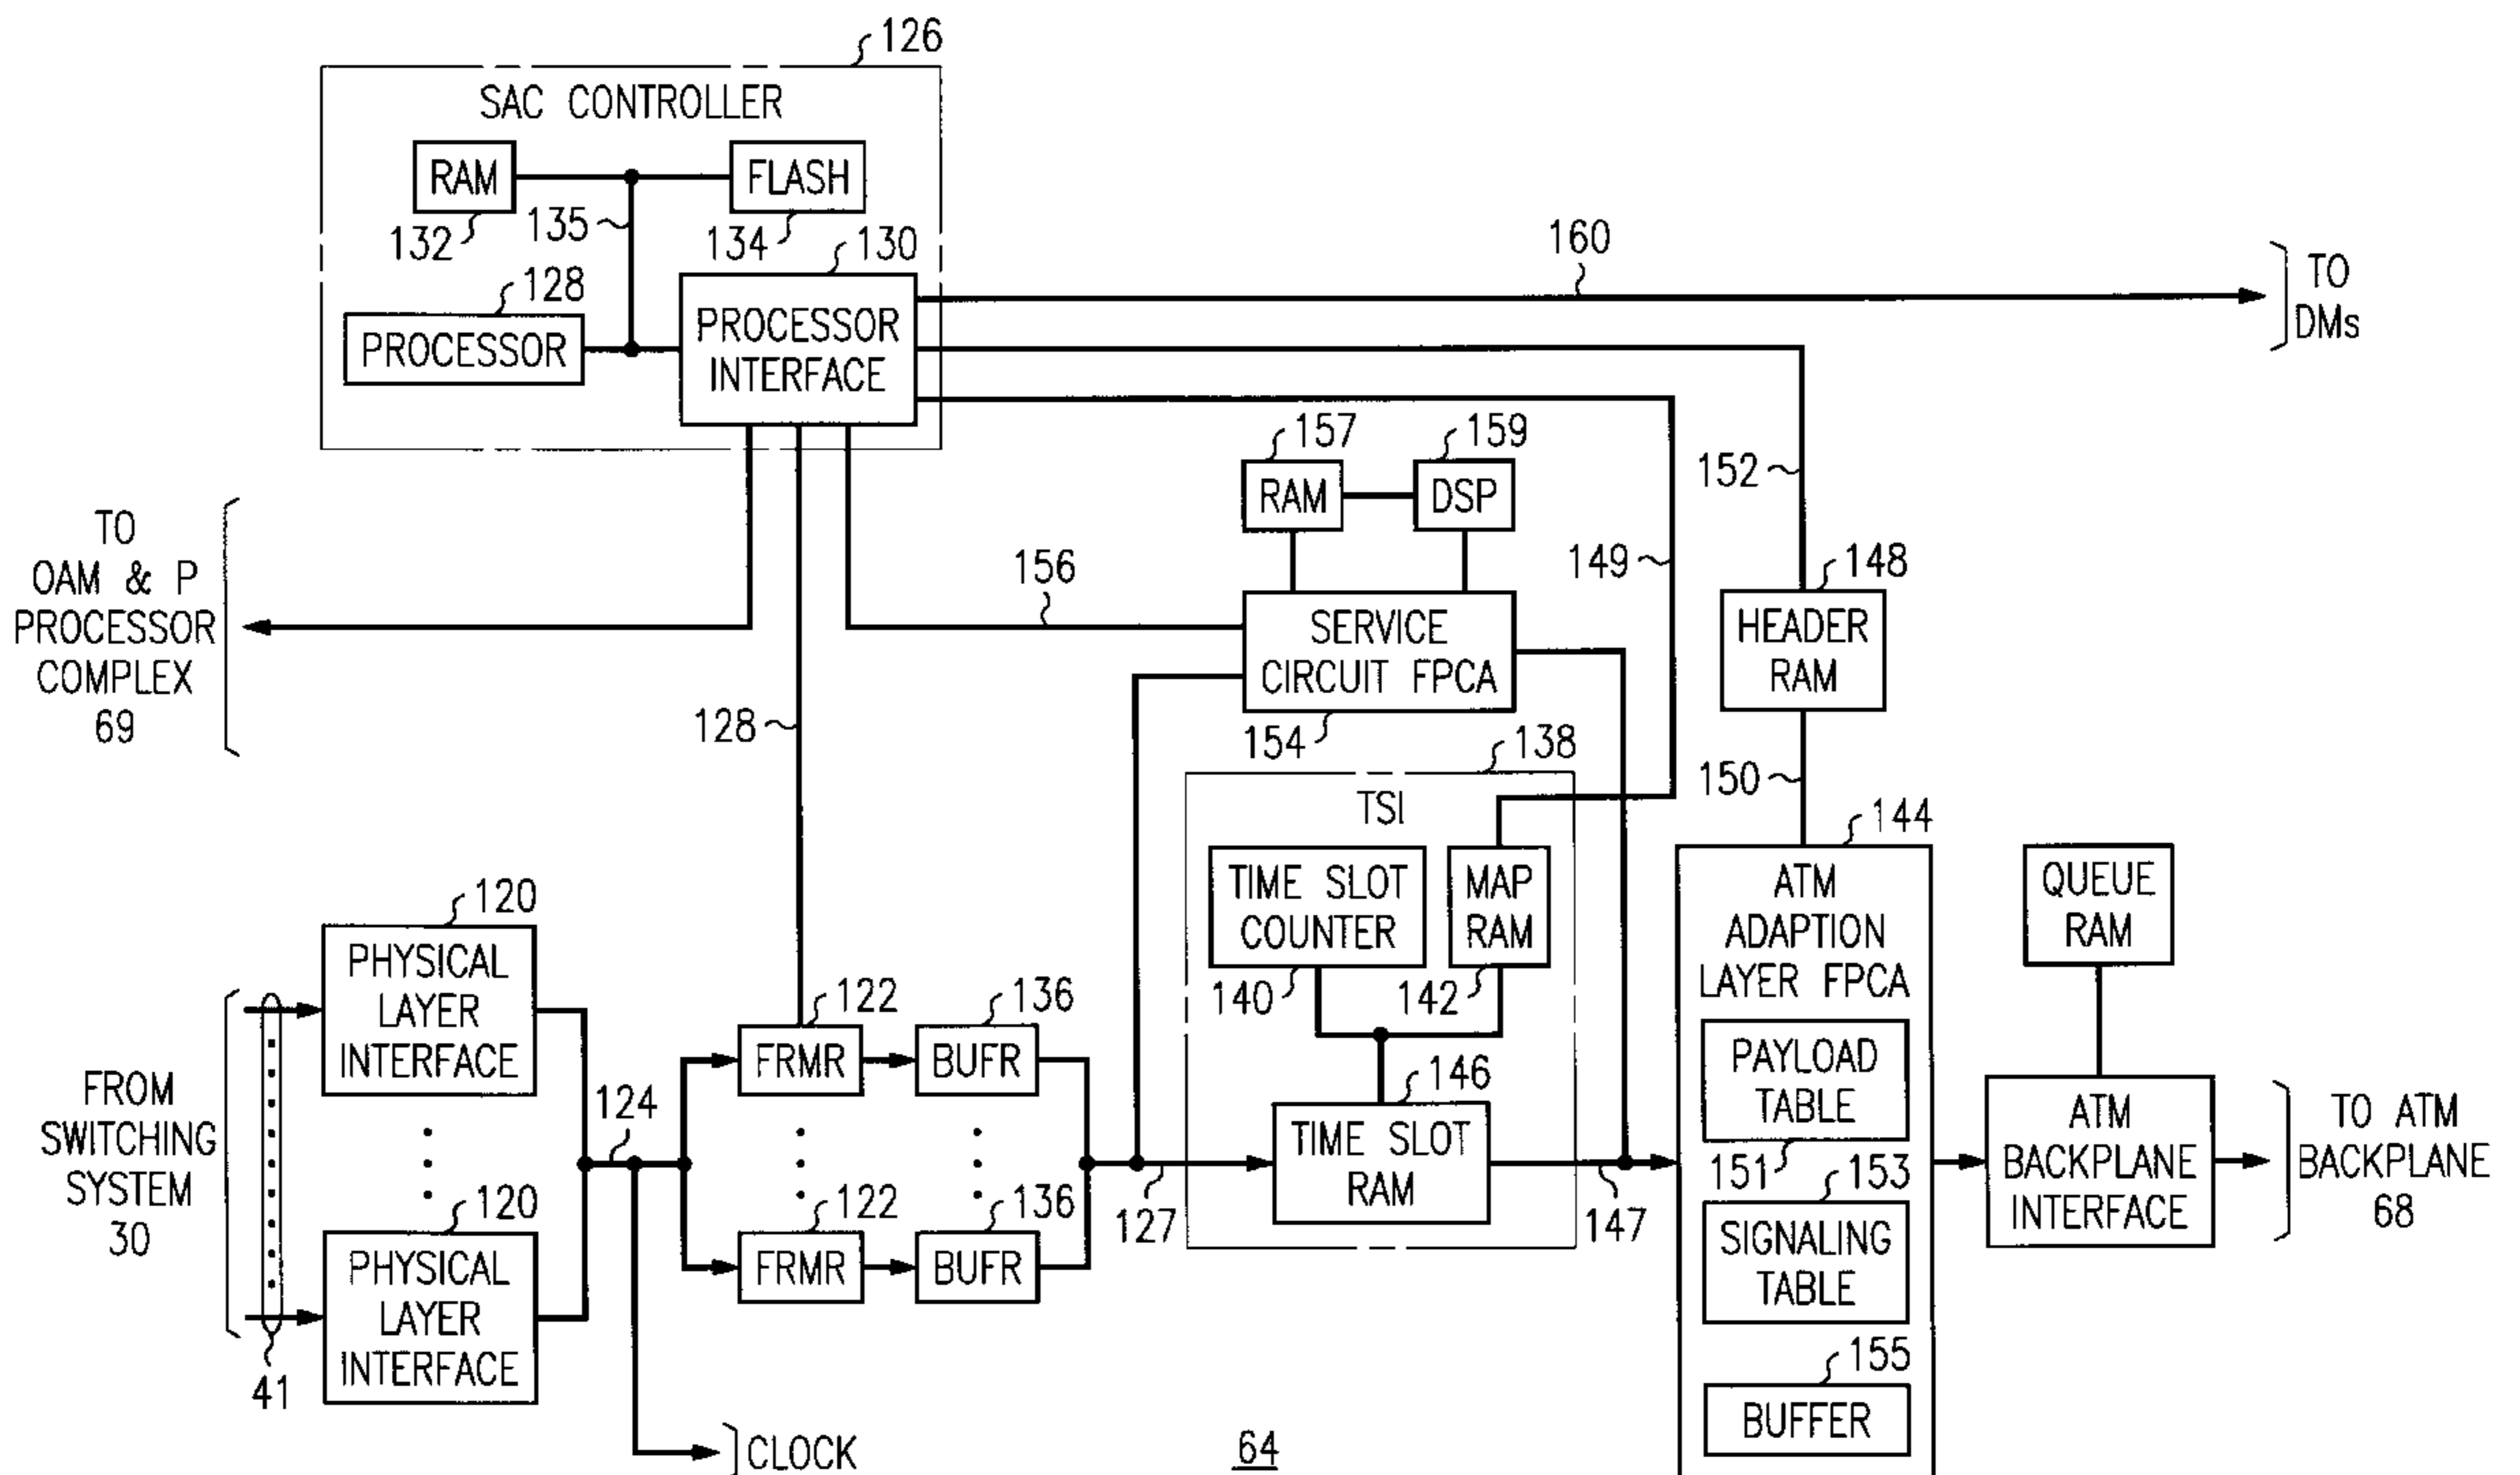 126
SAC CONTROLLER
RAM
FLASH
132
135
134
130
128
PROCESSOR
PROCESSOR
INTERFACE
160
TO
DMs
157
159
RAM
DSP
152
149
148
HEADER
RAM
TO
OAM & P
PROCESSOR
COMPLEX
69
156
SERVICE
CIRCUIT FPCA
154
128
138
150
TSI
144
TIME SLOT
COUNTER
MAP
RAM
140
142
ATM
ADAPTION
LAYER FPCA
QUEUE
RAM
120
PHYSICAL
LAYER
INTERFACE
122
136
FRMR
BUFR
146
TIME SLOT
RAM
PAYLOAD
TABLE
151
153
SIGNALING
TABLE
155
BUFFER
ATM
BACKPLANE
INTERFACE
TO ATM
BACKPLANE
68
FROM
SWITCHING
SYSTEM
30
124
120
122
136
127
147
PHYSICAL
LAYER
INTERFACE
FRMR
BUFR
41
CLOCK
64